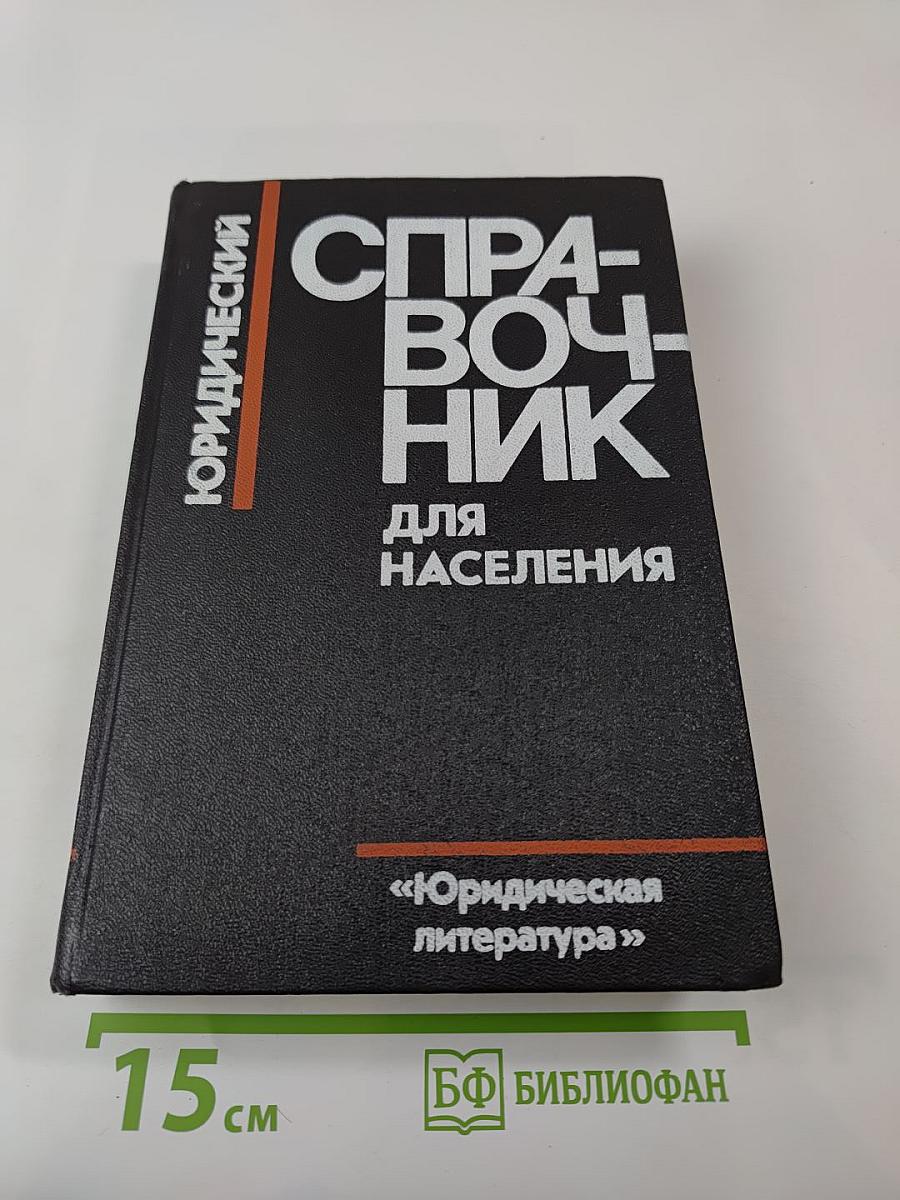 ЮРИДИЧЕСКИЙ
СПРА-
ВОЧ-
НИК
ДЛЯ
НАСЕЛЕНИЯ
«Юридическая
литература»
15 см
БФ БИБЛИОФАН